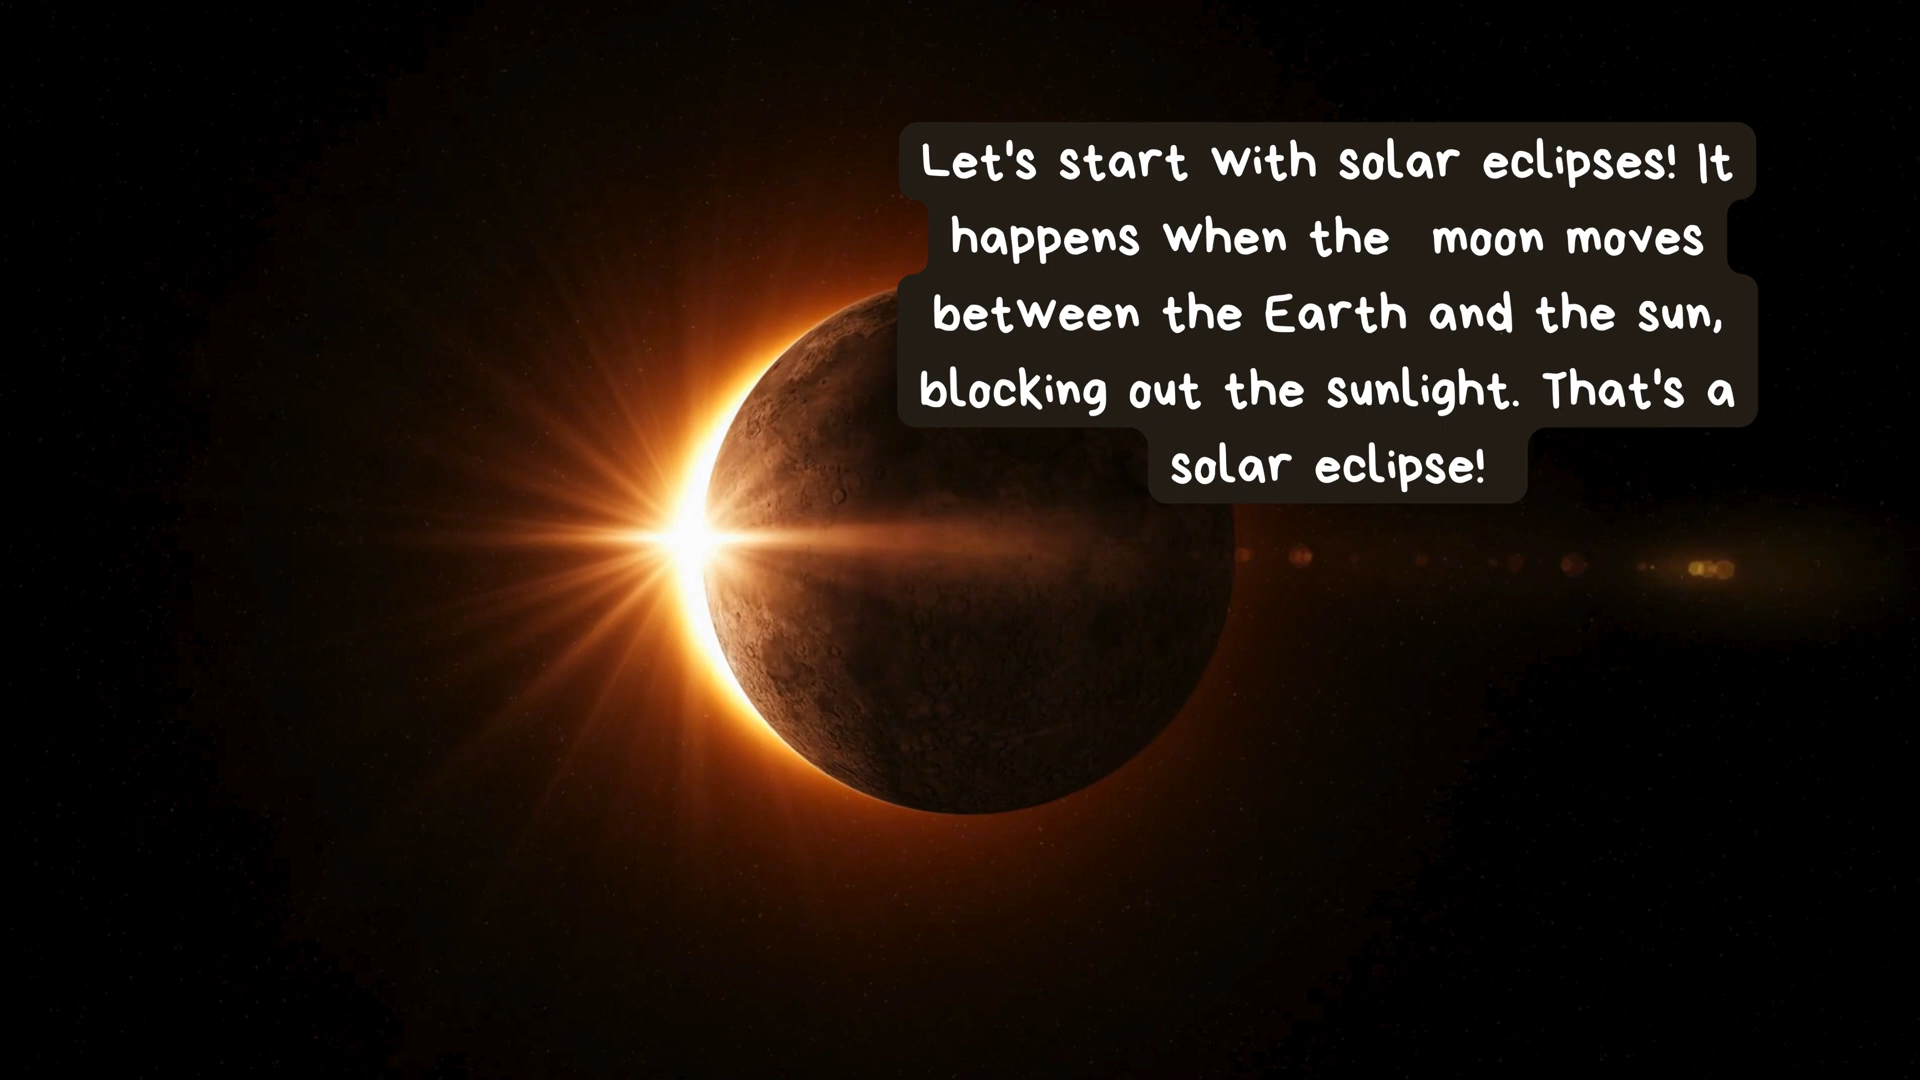 Let's start with solar eclipses! It
happens when the  moon moves
between the Earth and the sun,
blocking out the sunlight. That's a
solar eclipse!